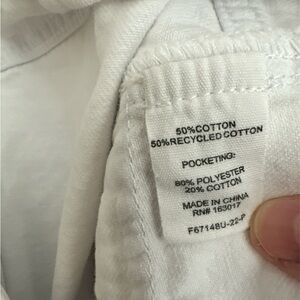 50%COTTON
50%RECYCLED COTTON
POCKETING:
80% POLYESTER
20% COTTON
MADE IN CHINA
RN# 163017
F67148U-22-P